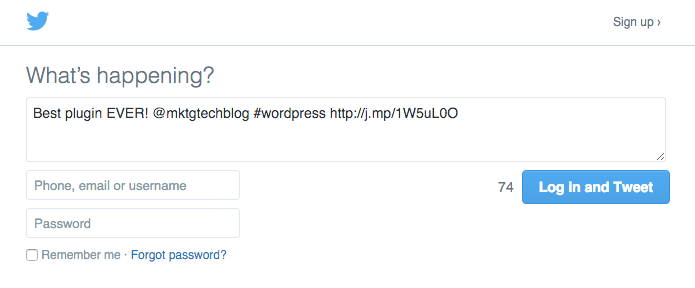 Sign up ›
What's happening?
Best plugin EVER! @mktgtechblog #wordpress http://j.mp/1W5uL0O
Phone, email or username
74
Log in and Tweet
Password
Remember me · Forgot password?